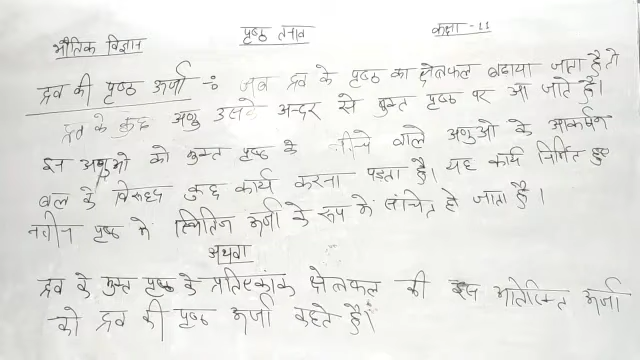 भौतिक विज्ञान पृष्ठ तनाव कक्षा - 11
द्रव की पृष्ठ ऊर्जा :- जब द्रव के पृष्ठ का क्षेत्रफल बढाया जाता है तो
द्रव के कुछ अणु उसके अन्दर से मुक्त पृष्ठ पर आ जाते है।
इन अणुओ को मुक्त पृष्ठ के नीचे वाले अणुओ के आकर्षण
बल के विरुद्ध कुछ कार्य करना पड़ता है। यह कार्य निर्मित हुए
नवीन पृष्ठ मे स्थितिज ऊर्जा के रूप मे संचित हो जाता है।
अथवा
द्रव के मुक्त पृष्ठ के प्रतिएकांक क्षेत्रफल की इस अतिरिक्त ऊर्जा
को द्रव की पृष्ठ ऊर्जा कहते है।